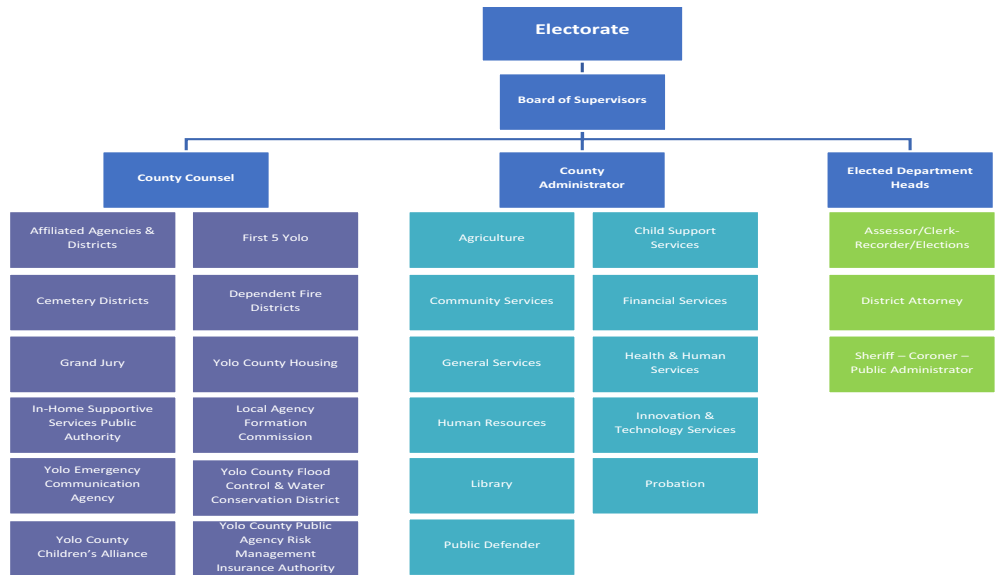 Electorate
Board of Supervisors
County Counsel
County
Administrator
Elected Department
Heads
Affiliated Agencies &
Districts
First 5 Yolo
Cemetery Districts
Dependent Fire
Districts
Grand Jury
Yolo County Housing
In-Home Supportive
Services Public
Authority
Local Agency
Formation
Commission
Yolo Emergency
Communication
Agency
Yolo County Flood
Control & Water
Conservation District
Yolo County
Children’s Alliance
Yolo County Public
Agency Risk
Management
Insurance Authority
Agriculture
Child Support
Services
Community Services
Financial Services
General Services
Health & Human
Services
Human Resources
Innovation &
Technology Services
Library
Probation
Public Defender
Assessor/Clerk-
Recorder/Elections
District Attorney
Sheriff – Coroner –
Public Administrator